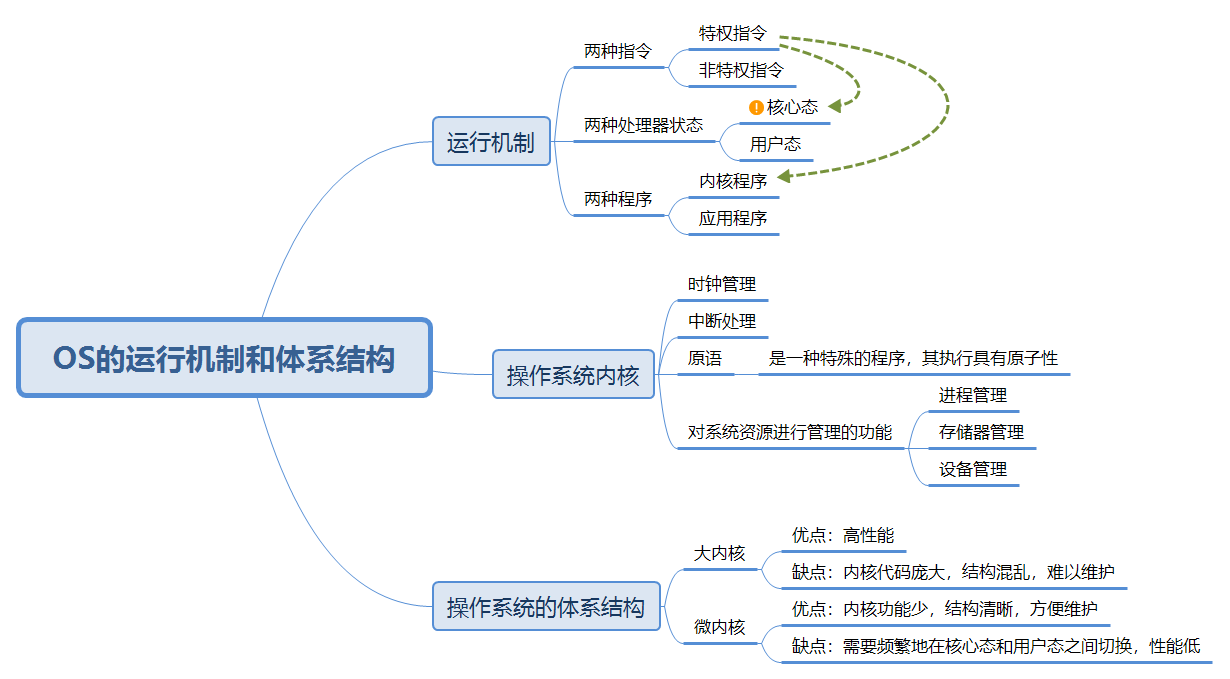 OS的运行机制和体系结构
运行机制
两种指令
特权指令
非特权指令
两种处理器状态
核心态
用户态
两种程序
内核程序
应用程序
操作系统内核
时钟管理
中断处理
原语
是一种特殊的程序，其执行具有原子性
对系统资源进行管理的功能
进程管理
存储器管理
设备管理
操作系统的体系结构
大内核
优点：高性能
缺点：内核代码庞大，结构混乱，难以维护
微内核
优点：内核功能少，结构清晰，方便维护
缺点：需要频繁地在核心态和用户态之间切换，性能低